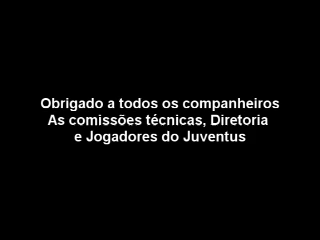 Obrigado a todos os companheiros
As comissões técnicas, Diretoria
e Jogadores do Juventus